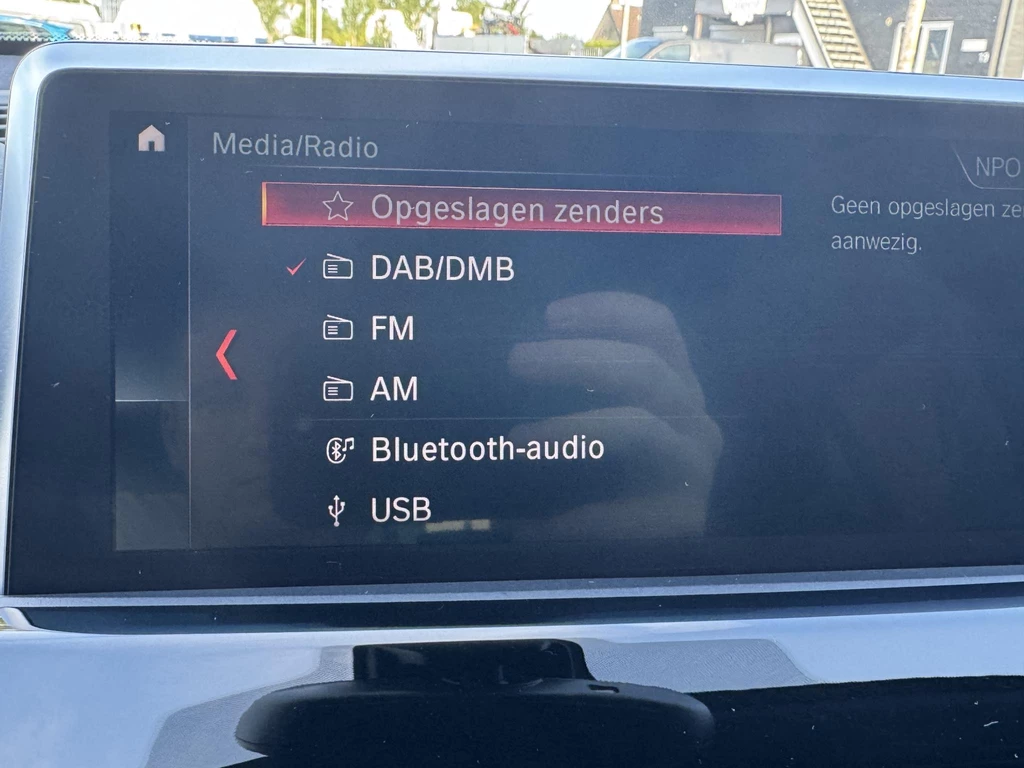 Media/Radio
NPO
Opgeslagen zenders
Geen opgeslagen ze
aanwezig.
DAB/DMB
FM
AM
Bluetooth-audio
USB